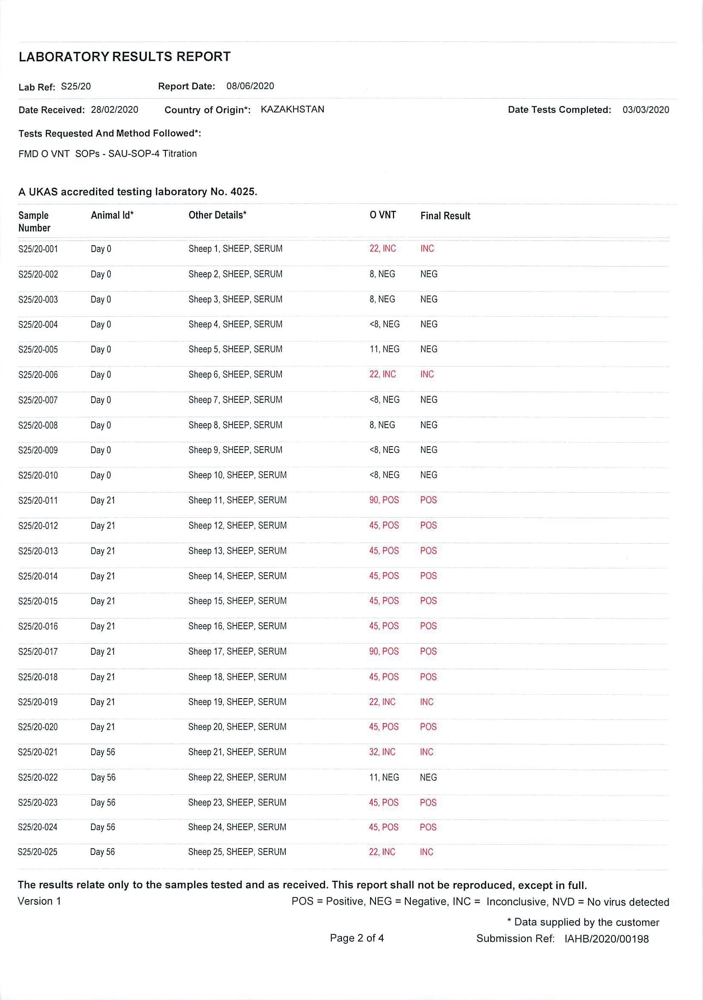 LABORATORY RESULTS REPORT
Lab Ref: S25/20 Report Date: 08/06/2020
Date Received: 28/02/2020 Country of Origin*: KAZAKHSTAN Date Tests Completed: 03/03/2020
Tests Requested And Method Followed*:
FMD O VNT SOPs - SAU-SOP-4 Titration
A UKAS accredited testing laboratory No. 4025.
Sample Number Animal Id* Other Details* O VNT Final Result
S25/20-001 Day 0 Sheep 1, SHEEP, SERUM 22, INC INC
S25/20-002 Day 0 Sheep 2, SHEEP, SERUM 8, NEG NEG
S25/20-003 Day 0 Sheep 3, SHEEP, SERUM 8, NEG NEG
S25/20-004 Day 0 Sheep 4, SHEEP, SERUM <8, NEG NEG
S25/20-005 Day 0 Sheep 5, SHEEP, SERUM 11, NEG NEG
S25/20-006 Day 0 Sheep 6, SHEEP, SERUM 22, INC INC
S25/20-007 Day 0 Sheep 7, SHEEP, SERUM <8, NEG NEG
S25/20-008 Day 0 Sheep 8, SHEEP, SERUM 8, NEG NEG
S25/20-009 Day 0 Sheep 9, SHEEP, SERUM <8, NEG NEG
S25/20-010 Day 0 Sheep 10, SHEEP, SERUM <8, NEG NEG
S25/20-011 Day 21 Sheep 11, SHEEP, SERUM 90, POS POS
S25/20-012 Day 21 Sheep 12, SHEEP, SERUM 45, POS POS
S25/20-013 Day 21 Sheep 13, SHEEP, SERUM 45, POS POS
S25/20-014 Day 21 Sheep 14, SHEEP, SERUM 45, POS POS
S25/20-015 Day 21 Sheep 15, SHEEP, SERUM 45, POS POS
S25/20-016 Day 21 Sheep 16, SHEEP, SERUM 45, POS POS
S25/20-017 Day 21 Sheep 17, SHEEP, SERUM 90, POS POS
S25/20-018 Day 21 Sheep 18, SHEEP, SERUM 45, POS POS
S25/20-019 Day 21 Sheep 19, SHEEP, SERUM 22, INC INC
S25/20-020 Day 21 Sheep 20, SHEEP, SERUM 45, POS POS
S25/20-021 Day 56 Sheep 21, SHEEP, SERUM 32, INC INC
S25/20-022 Day 56 Sheep 22, SHEEP, SERUM 11, NEG NEG
S25/20-023 Day 56 Sheep 23, SHEEP, SERUM 45, POS POS
S25/20-024 Day 56 Sheep 24, SHEEP, SERUM 45, POS POS
S25/20-025 Day 56 Sheep 25, SHEEP, SERUM 22, INC INC
The results relate only to the samples tested and as received. This report shall not be reproduced, except in full.
Version 1 POS = Positive, NEG = Negative, INC = Inconclusive, NVD = No virus detected
* Data supplied by the customer
Page 2 of 4 Submission Ref: IAHB/2020/00198